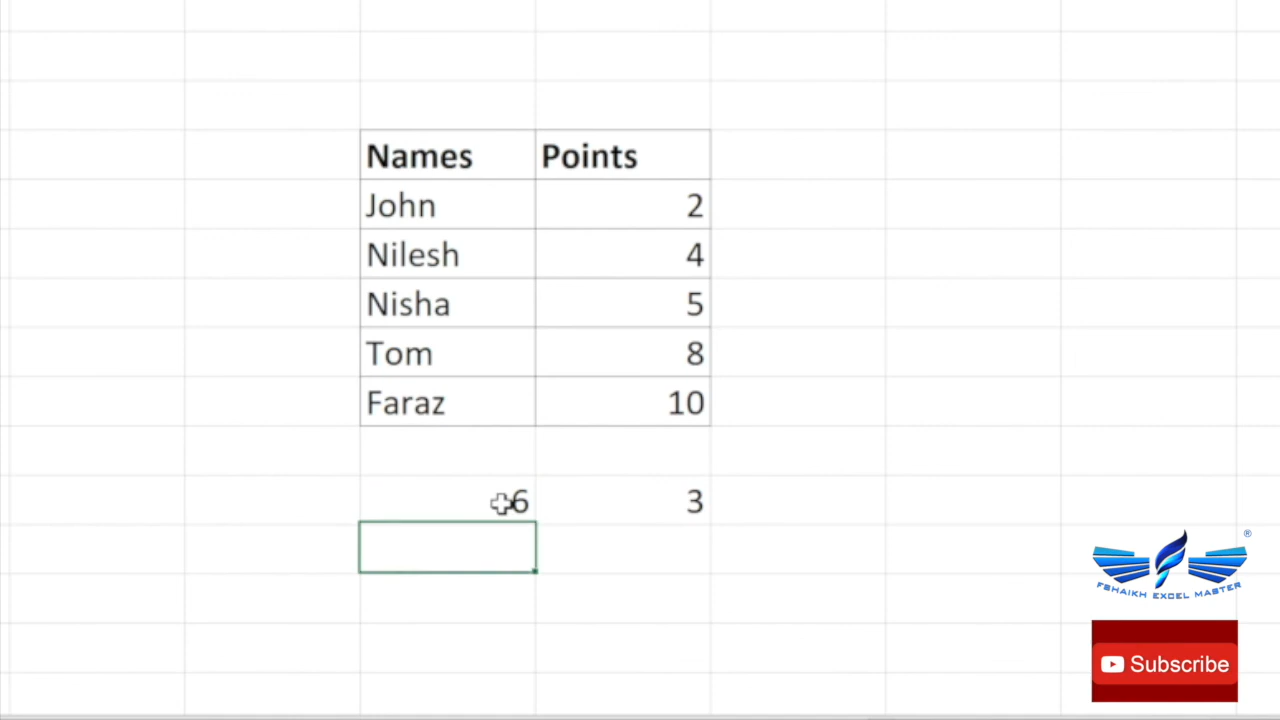 Names Points
John 2
Nilesh 4
Nisha 5
Tom 8
Faraz 10
6 3
®
FSHAIKH EXCEL MASTER
Subscribe